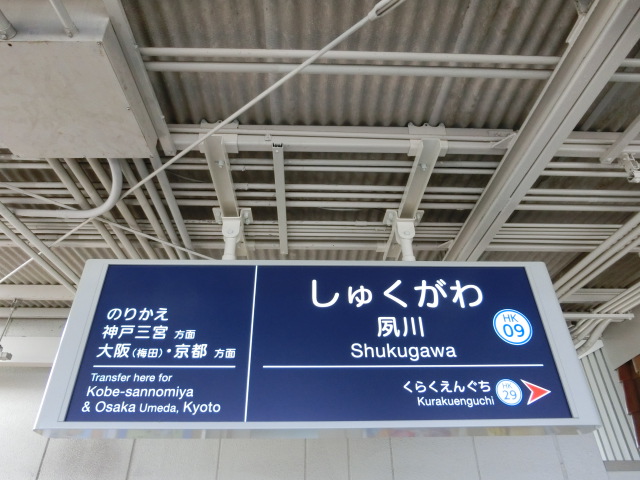 のりかえ
神戸三宮 方面
大阪(梅田)・京都 方面
Transfer here for
Kobe-sannomiya
& Osaka Umeda, Kyoto
しゅくがわ
夙川
Shukugawa
HK
09
くらくえんぐち
Kurakuenguchi
HK
29